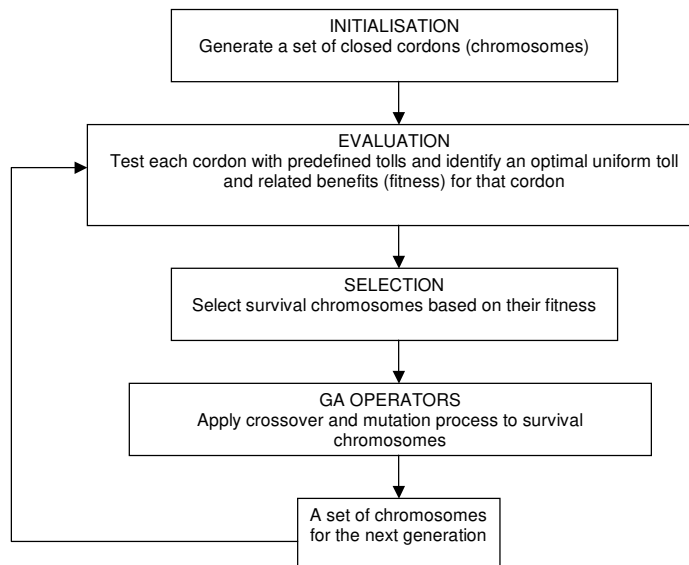 INITIALISATION
Generate a set of closed cordons (chromosomes)
EVALUATION
Test each cordon with predefined tolls and identify an optimal uniform toll
and related benefits (fitness) for that cordon
SELECTION
Select survival chromosomes based on their fitness
GA OPERATORS
Apply crossover and mutation process to survival
chromosomes
A set of chromosomes
for the next generation